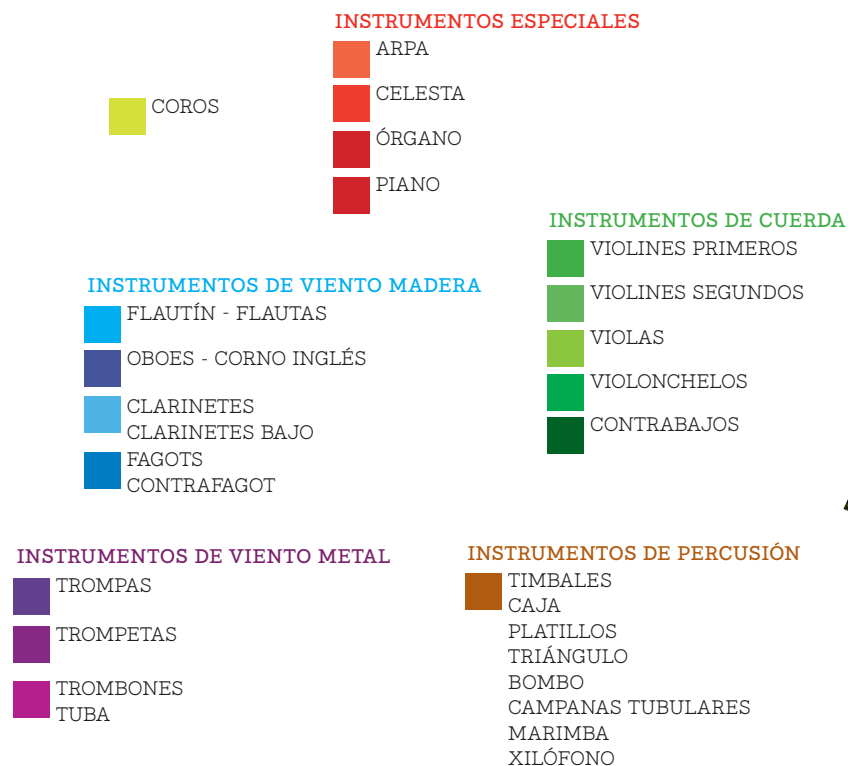 INSTRUMENTOS ESPECIALES
ARPA
CELESTA
ÓRGANO
PIANO
COROS
INSTRUMENTOS DE CUERDA
VIOLINES PRIMEROS
VIOLINES SEGUNDOS
VIOLAS
VIOLONCHELOS
CONTRABAJOS
INSTRUMENTOS DE VIENTO MADERA
FLAUTÍN - FLAUTAS
OBOES - CORNO INGLÉS
CLARINETES
CLARINETES BAJO
FAGOTS
CONTRAFAGOT
INSTRUMENTOS DE VIENTO METAL
TROMPAS
TROMPETAS
TROMBONES
TUBA
INSTRUMENTOS DE PERCUSIÓN
TIMBALES
CAJA
PLATILLOS
TRIÁNGULO
BOMBO
CAMPANAS TUBULARES
MARIMBA
XILÓFONO